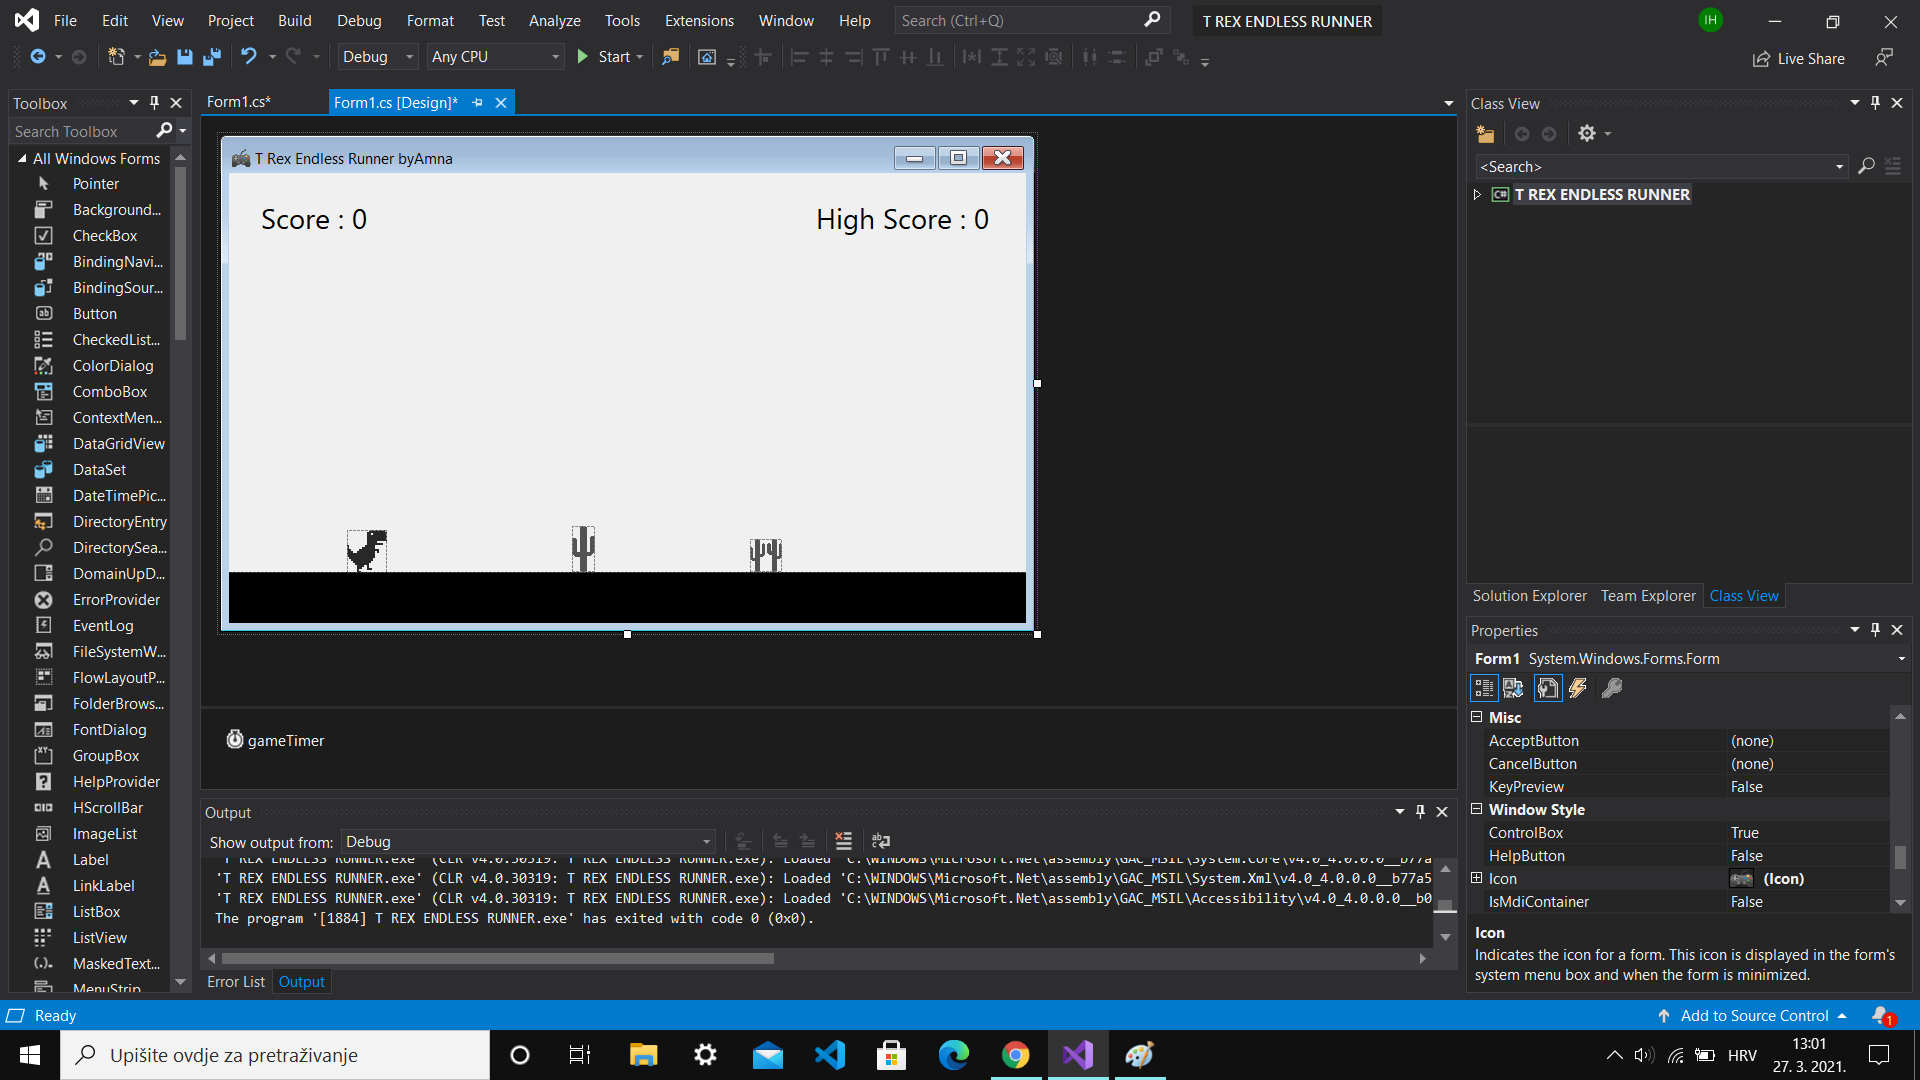 File Edit View Project Build Debug Format Test Analyze Tools Extensions Window Help Search (Ctrl+Q) T REX ENDLESS RUNNER IH
Debug Any CPU Start Live Share
Toolbox
Search Toolbox
All Windows Forms
Pointer
Background...
CheckBox
BindingNavi...
BindingSour...
Button
CheckedList...
ColorDialog
ComboBox
ContextMen...
DataGridView
DataSet
DateTimePic...
DirectoryEntry
DirectorySea...
DomainUpD...
ErrorProvider
EventLog
FileSystemW...
FlowLayoutP...
FolderBrows...
FontDialog
GroupBox
HelpProvider
HScrollBar
ImageList
Label
LinkLabel
ListBox
ListView
MaskedText...
MenuStrip
Form1.cs* Form1.cs [Design]*
T Rex Endless Runner byAmna
Score : 0 High Score : 0
gameTimer
Output
Show output from: Debug
'T REX ENDLESS RUNNER.exe' (CLR v4.0.30319: T REX ENDLESS RUNNER.exe): Loaded 'C:\WINDOWS\Microsoft.Net\assembly\GAC_MSIL\System.Core\v4.0_4.0.0.0__b77a
'T REX ENDLESS RUNNER.exe' (CLR v4.0.30319: T REX ENDLESS RUNNER.exe): Loaded 'C:\WINDOWS\Microsoft.Net\assembly\GAC_MSIL\System.Xml\v4.0_4.0.0.0__b77a5
'T REX ENDLESS RUNNER.exe' (CLR v4.0.30319: T REX ENDLESS RUNNER.exe): Loaded 'C:\WINDOWS\Microsoft.Net\assembly\GAC_MSIL\Accessibility\v4.0_4.0.0.0__b0
The program '[1884] T REX ENDLESS RUNNER.exe' has exited with code 0 (0x0).
Error List Output
Class View
<Search>
C# T REX ENDLESS RUNNER
Solution Explorer Team Explorer Class View
Properties
Form1 System.Windows.Forms.Form
Misc
AcceptButton (none)
CancelButton (none)
KeyPreview False
Window Style
ControlBox True
HelpButton False
Icon (Icon)
IsMdiContainer False
Icon
Indicates the icon for a form. This icon is displayed in the form's
system menu box and when the form is minimized.
Ready Add to Source Control 1
Upišite ovdje za pretraživanje HRV 13:01
27. 3. 2021.